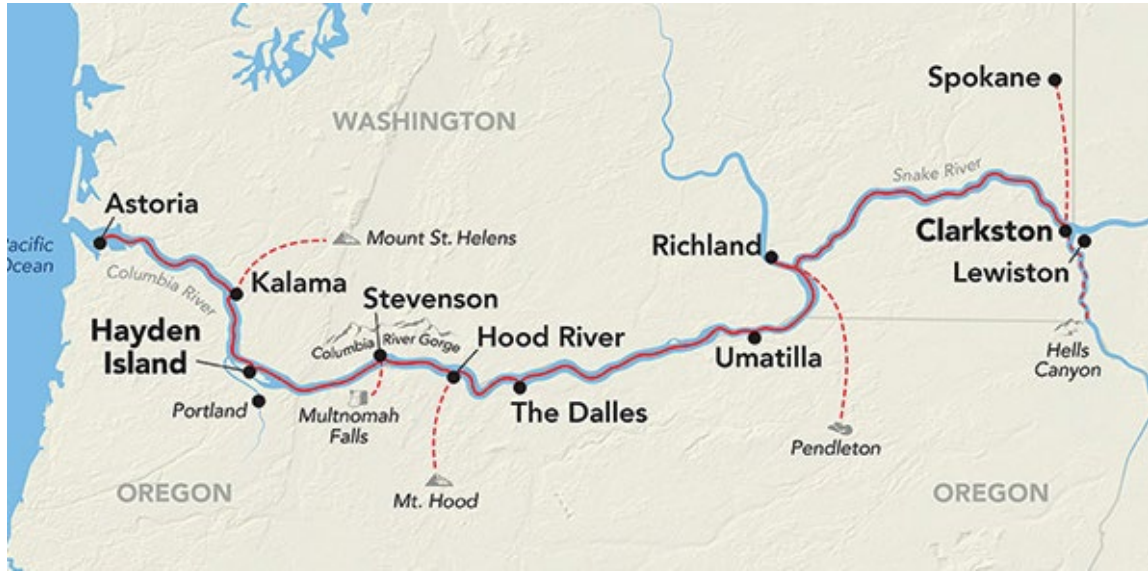 Spokane
WASHINGTON
Snake River
Astoria
Pacific
Ocean
Mount St. Helens
Richland
Clarkston
Lewiston
Columbia River
Kalama
Stevenson
Hayden
Island
Columbia River Gorge
Hood River
Umatilla
Hells
Canyon
Portland
Multnomah
Falls
The Dalles
Pendleton
Mt. Hood
OREGON
OREGON